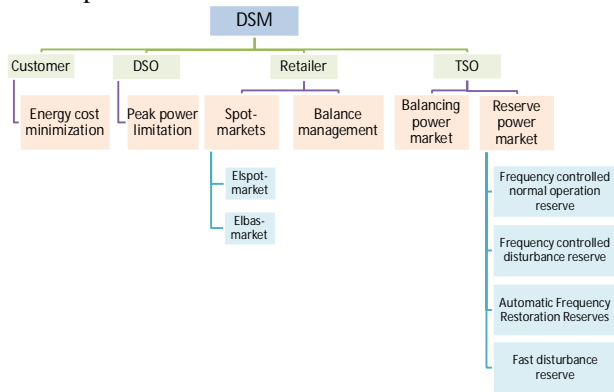 DSM
Customer
DSO
Retailer
TSO
Energy cost
minimization
Peak power
limitation
Spot-
markets
Balance
management
Balancing
power
market
Reserve
power
market
Elspot-
market
Elbas-
market
Frequency controlled
normal operation
reserve
Frequency controlled
disturbance reserve
Automatic Frequency
Restoration Reserves
Fast disturbance
reserve